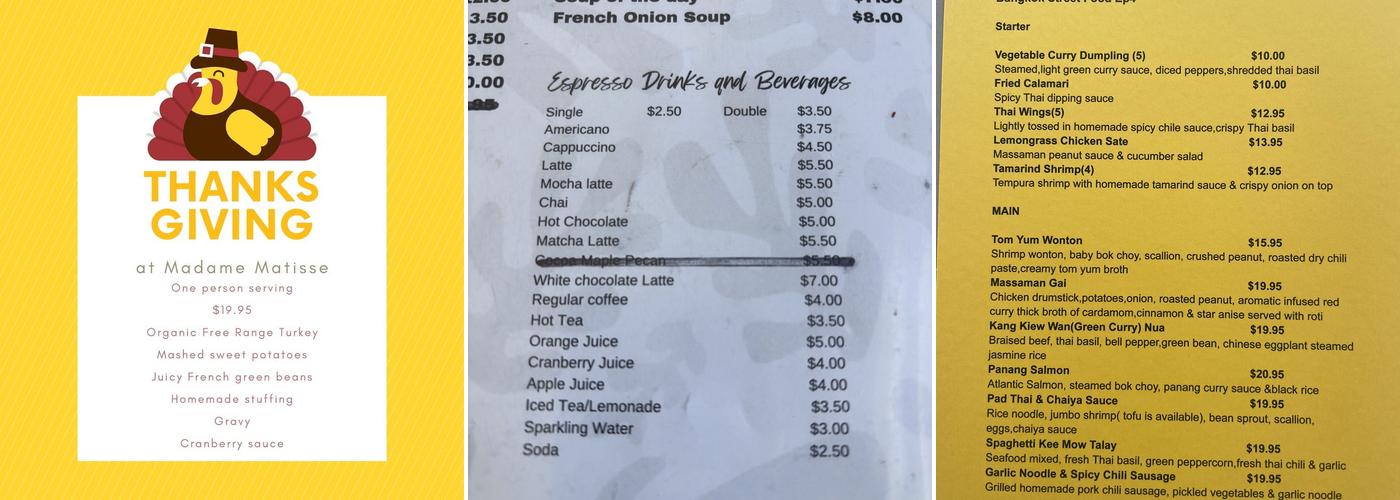 THANKS
GIVING
at Madame Matisse
One person serving
$19.95
Organic Free Range Turkey
Mashed sweet potatoes
Juicy French green beans
Homemade stuffing
Gravy
Cranberry sauce
3.50
French Onion Soup $8.00
3.50
3.50
0.00
Espresso Drinks and Beverages
Single $2.50 Double $3.50
Americano $3.75
Cappuccino $4.50
Latte $5.50
Mocha latte $5.50
Chai $5.00
Hot Chocolate $5.00
Matcha Latte $5.50
Cocoa Maple Pecan $5.50
White chocolate Latte $7.00
Regular coffee $4.00
Hot Tea $3.50
Orange Juice $5.00
Cranberry Juice $4.00
Apple Juice $4.00
Iced Tea/Lemonade $3.50
Sparkling Water $3.00
Soda $2.50
Starter
Vegetable Curry Dumpling (5) $10.00
Steamed,light green curry sauce, diced peppers,shredded thai basil
Fried Calamari $10.00
Spicy Thai dipping sauce
Thai Wings(5) $12.95
Lightly tossed in homemade spicy chile sauce,crispy Thai basil
Lemongrass Chicken Sate $13.95
Massaman peanut sauce & cucumber salad
Tamarind Shrimp(4) $12.95
Tempura shrimp with homemade tamarind sauce & crispy onion on top
MAIN
Tom Yum Wonton $15.95
Shrimp wonton, baby bok choy, scallion, crushed peanut, roasted dry chili
paste,creamy tom yum broth
Massaman Gai $19.95
Chicken drumstick,potatoes,onion, roasted peanut, aromatic infused red
curry thick broth of cardamom,cinnamon & star anise served with roti
Kang Kiew Wan(Green Curry) Nua $19.95
Braised beef, thai basil, bell pepper,green bean, chinese eggplant steamed
jasmine rice
Panang Salmon $20.95
Atlantic Salmon, steamed bok choy, panang curry sauce &black rice
Pad Thai & Chaiya Sauce $19.95
Rice noodle, jumbo shrimp( tofu is available), bean sprout, scallion,
eggs,chaiya sauce
Spaghetti Kee Mow Talay $19.95
Seafood mixed, fresh Thai basil, green peppercorn,fresh thai chili & garlic
Garlic Noodle & Spicy Chili Sausage $19.95
Grilled homemade pork chili sausage, pickled vegetables & garlic noodle